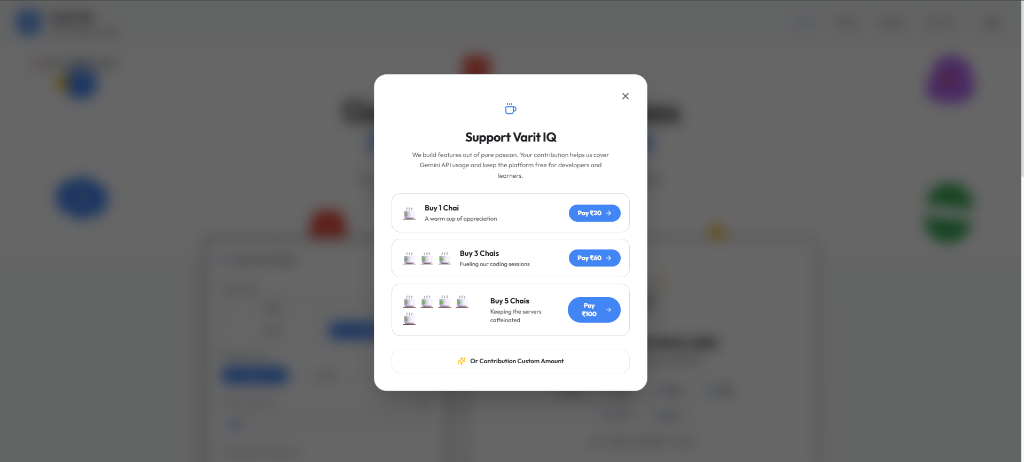 Support Varit IQ
We build features out of pure passion. Your contribution helps us cover
Gemini API usage and keep the platform free for developers and
learners.
Buy 1 Chai
A warm cup of appreciation
Pay ₹20 →
Buy 3 Chais
Fueling our coding sessions
Pay ₹60 →
Buy 5 Chais
Keeping the servers
caffeinated
Pay
₹100 →
Or Contribution Custom Amount